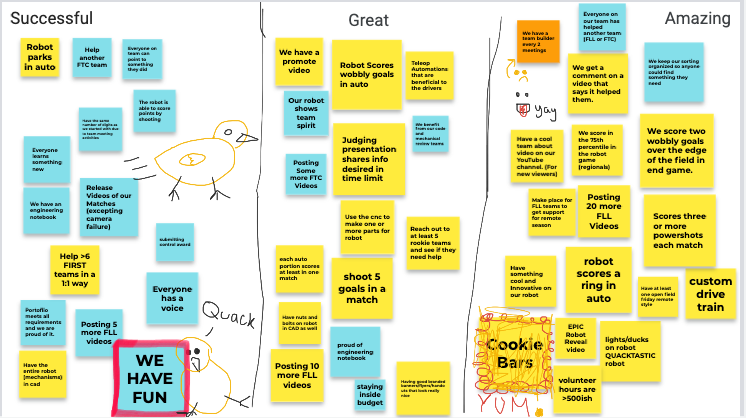 Successful
Great
Amazing
Robot
parks
in auto
Help
another
FTC team
Everyone on
team can
point to
something
they did
Have the same
number of
we started with due
to team meeting
The robot is
able to score
points by
shooting
Everyone
learns
something
new
We have an
engineering
notebook
Release
Videos of our
Matches
(excepting
camera
failure)
submitting
control award
Help >6
FIRST
teams in a
1:1 way
Everyone
has a
voice
Portoflio
meets all
requirements
and we are
proud of it.
Posting 5
more FLL
videos
Have the
entire robot
(mechanisms)
in cad
WE
HAVE
FUN
Quack
We have a
promote
video
Robot Scores
wobbly goals
in auto
Teleop
Automations
that are
beneficial to
the drivers
Our robot
shows
team
spirit
We benefit
from our code
and
mechanical
review teams
Judging
presentation
shares info
desired in
time limit
Posting
Some
more FTC
Videos
Use the cnc to
make one or
more parts for
robot
Reach out to
at least 5
rookie teams
and see if they
need help
each auto
portion scores
at least in one
match
shoot 5
goals in a
match
Have nuts and
bolts on robot
in CAD as well
proud of
engineering
notebook
Posting 10
more FLL
videos
staying
inside
budget
Having good branded
that look really
nice
We have a
team builder
every 2
meetings
Everyone on
our team has
helped
another team
(FLL or FTC)
We get a
comment on a
video that
says it helped
them.
We keep our sorting
organized so anyone
could find
something they
need
yay
Have a cool
team about
video on our
YouTube
channel. (For
new viewers)
We score in
the 75th
percentile in
the robot
game
(regionals)
We score two
wobbly goals
over the edge
of the field in
end game.
Make place for
FLL teams to
get support for
remote
season
Posting
20 more
FLL
Videos
Scores three
or more
powershots
each match
Have
something
cool and
Innovative on
our robot
robot
scores a
ring in
auto
Have at least
one open field
friday remote
style
custom
drive
train
Cookie
Bars
YUM
EPIC
Robot
Reveal
video
lights/ducks
on robot
QUACKTASTIC
robot
volunteer
hours are
>500ish